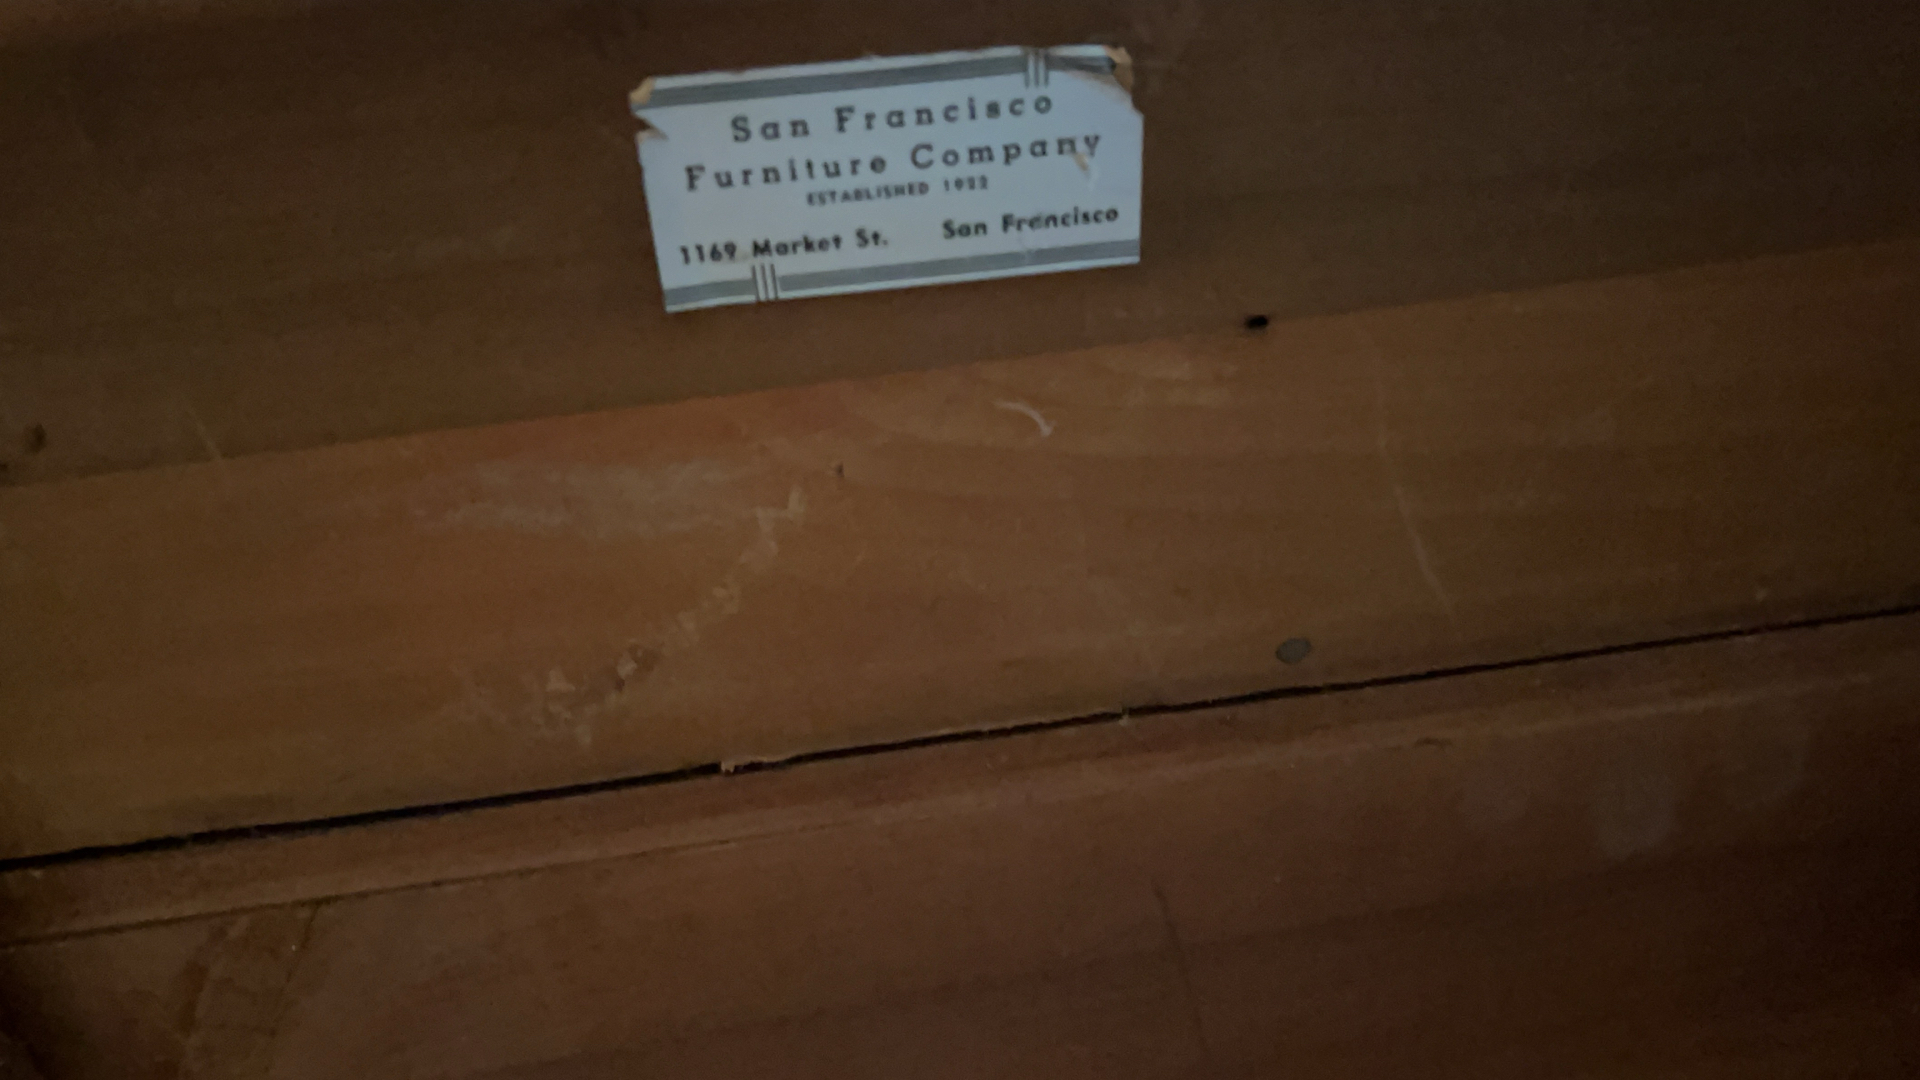 San Francisco
Furniture Company
ESTABLISHED 1922
1169 Market St. San Francisco